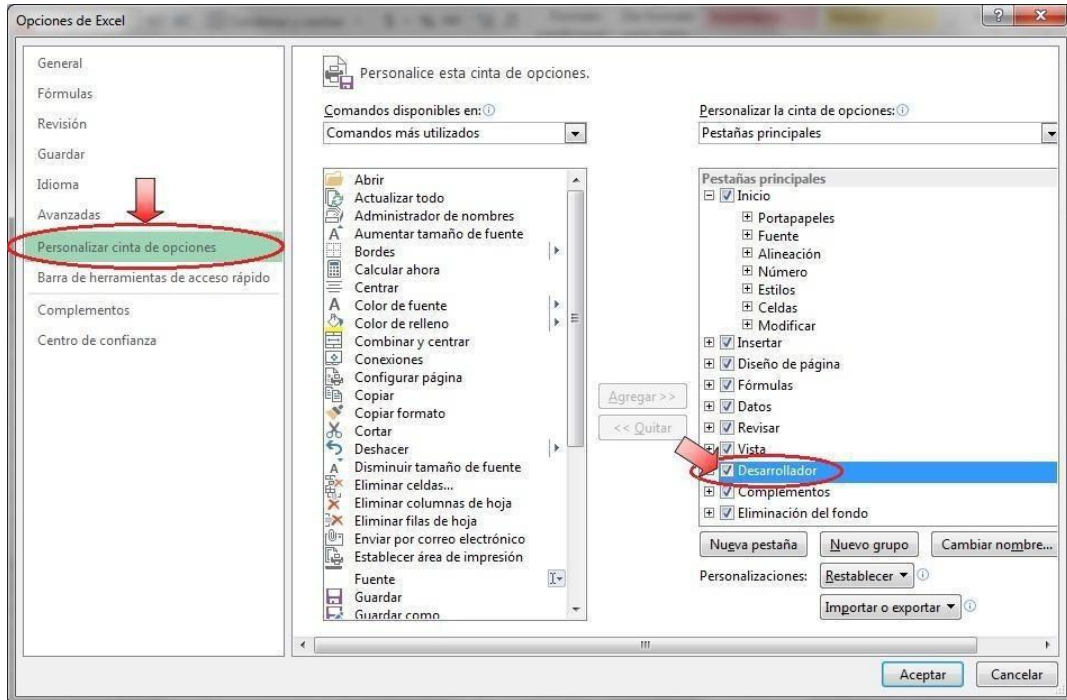 Opciones de Excel
General
Fórmulas
Revisión
Guardar
Idioma
Avanzadas
Personalizar cinta de opciones
Barra de herramientas de acceso rápido
Complementos
Centro de confianza
Personalice esta cinta de opciones.
Comandos disponibles en:
Comandos más utilizados
Abrir
Actualizar todo
Administrador de nombres
Aumentar tamaño de fuente
Bordes
Calcular ahora
Centrar
Color de fuente
Color de relleno
Combinar y centrar
Conexiones
Configurar página
Copiar
Copiar formato
Cortar
Deshacer
Disminuir tamaño de fuente
Eliminar celdas...
Eliminar columnas de hoja
Eliminar filas de hoja
Enviar por correo electrónico
Establecer área de impresión
Fuente
Guardar
Guardar como
Agregar >>
<< Quitar
Personalizar la cinta de opciones:
Pestañas principales
Pestañas principales
Inicio
Portapapeles
Fuente
Alineación
Número
Estilos
Celdas
Modificar
Insertar
Diseño de página
Fórmulas
Datos
Revisar
Vista
Desarrollador
Complementos
Eliminación del fondo
Nueva pestaña
Nuevo grupo
Cambiar nombre...
Personalizaciones:
Restablecer
Importar o exportar
Aceptar
Cancelar